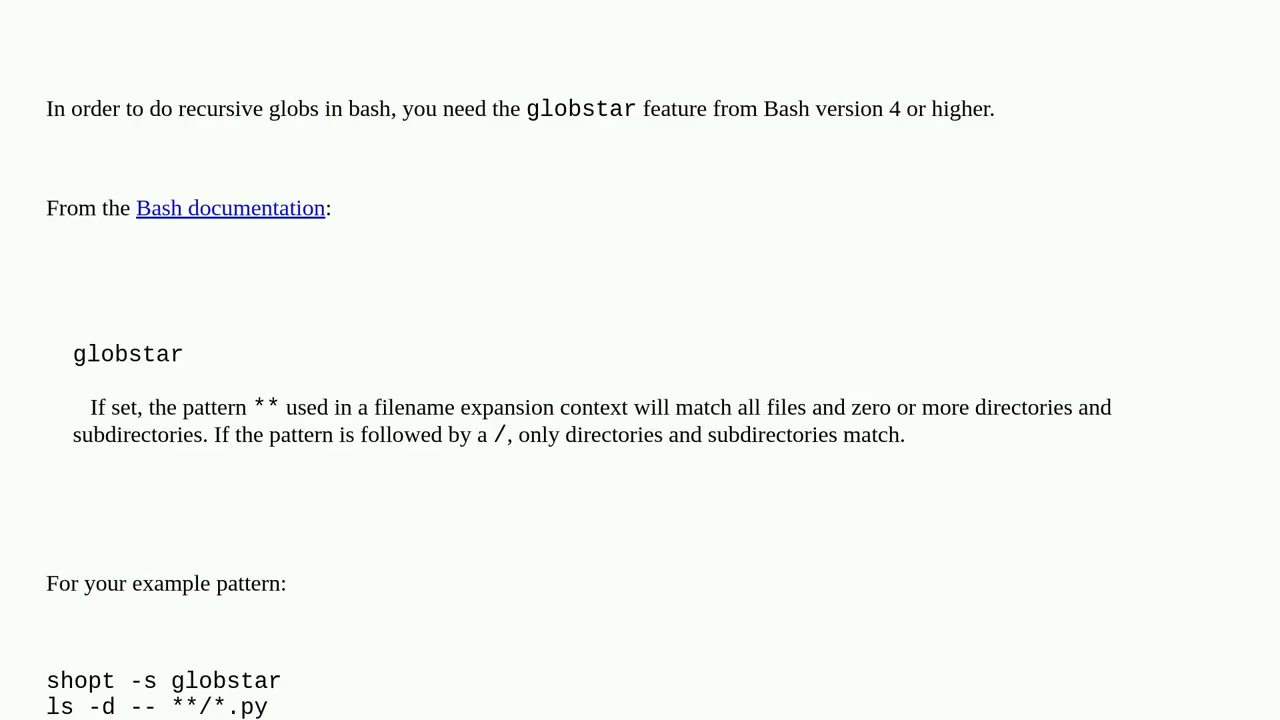 In order to do recursive globs in bash, you need the globstar feature from Bash version 4 or higher.
From the Bash documentation:
globstar
If set, the pattern ** used in a filename expansion context will match all files and zero or more directories and
subdirectories. If the pattern is followed by a /, only directories and subdirectories match.
For your example pattern:
shopt -s globstar
ls -d -- **/*.py